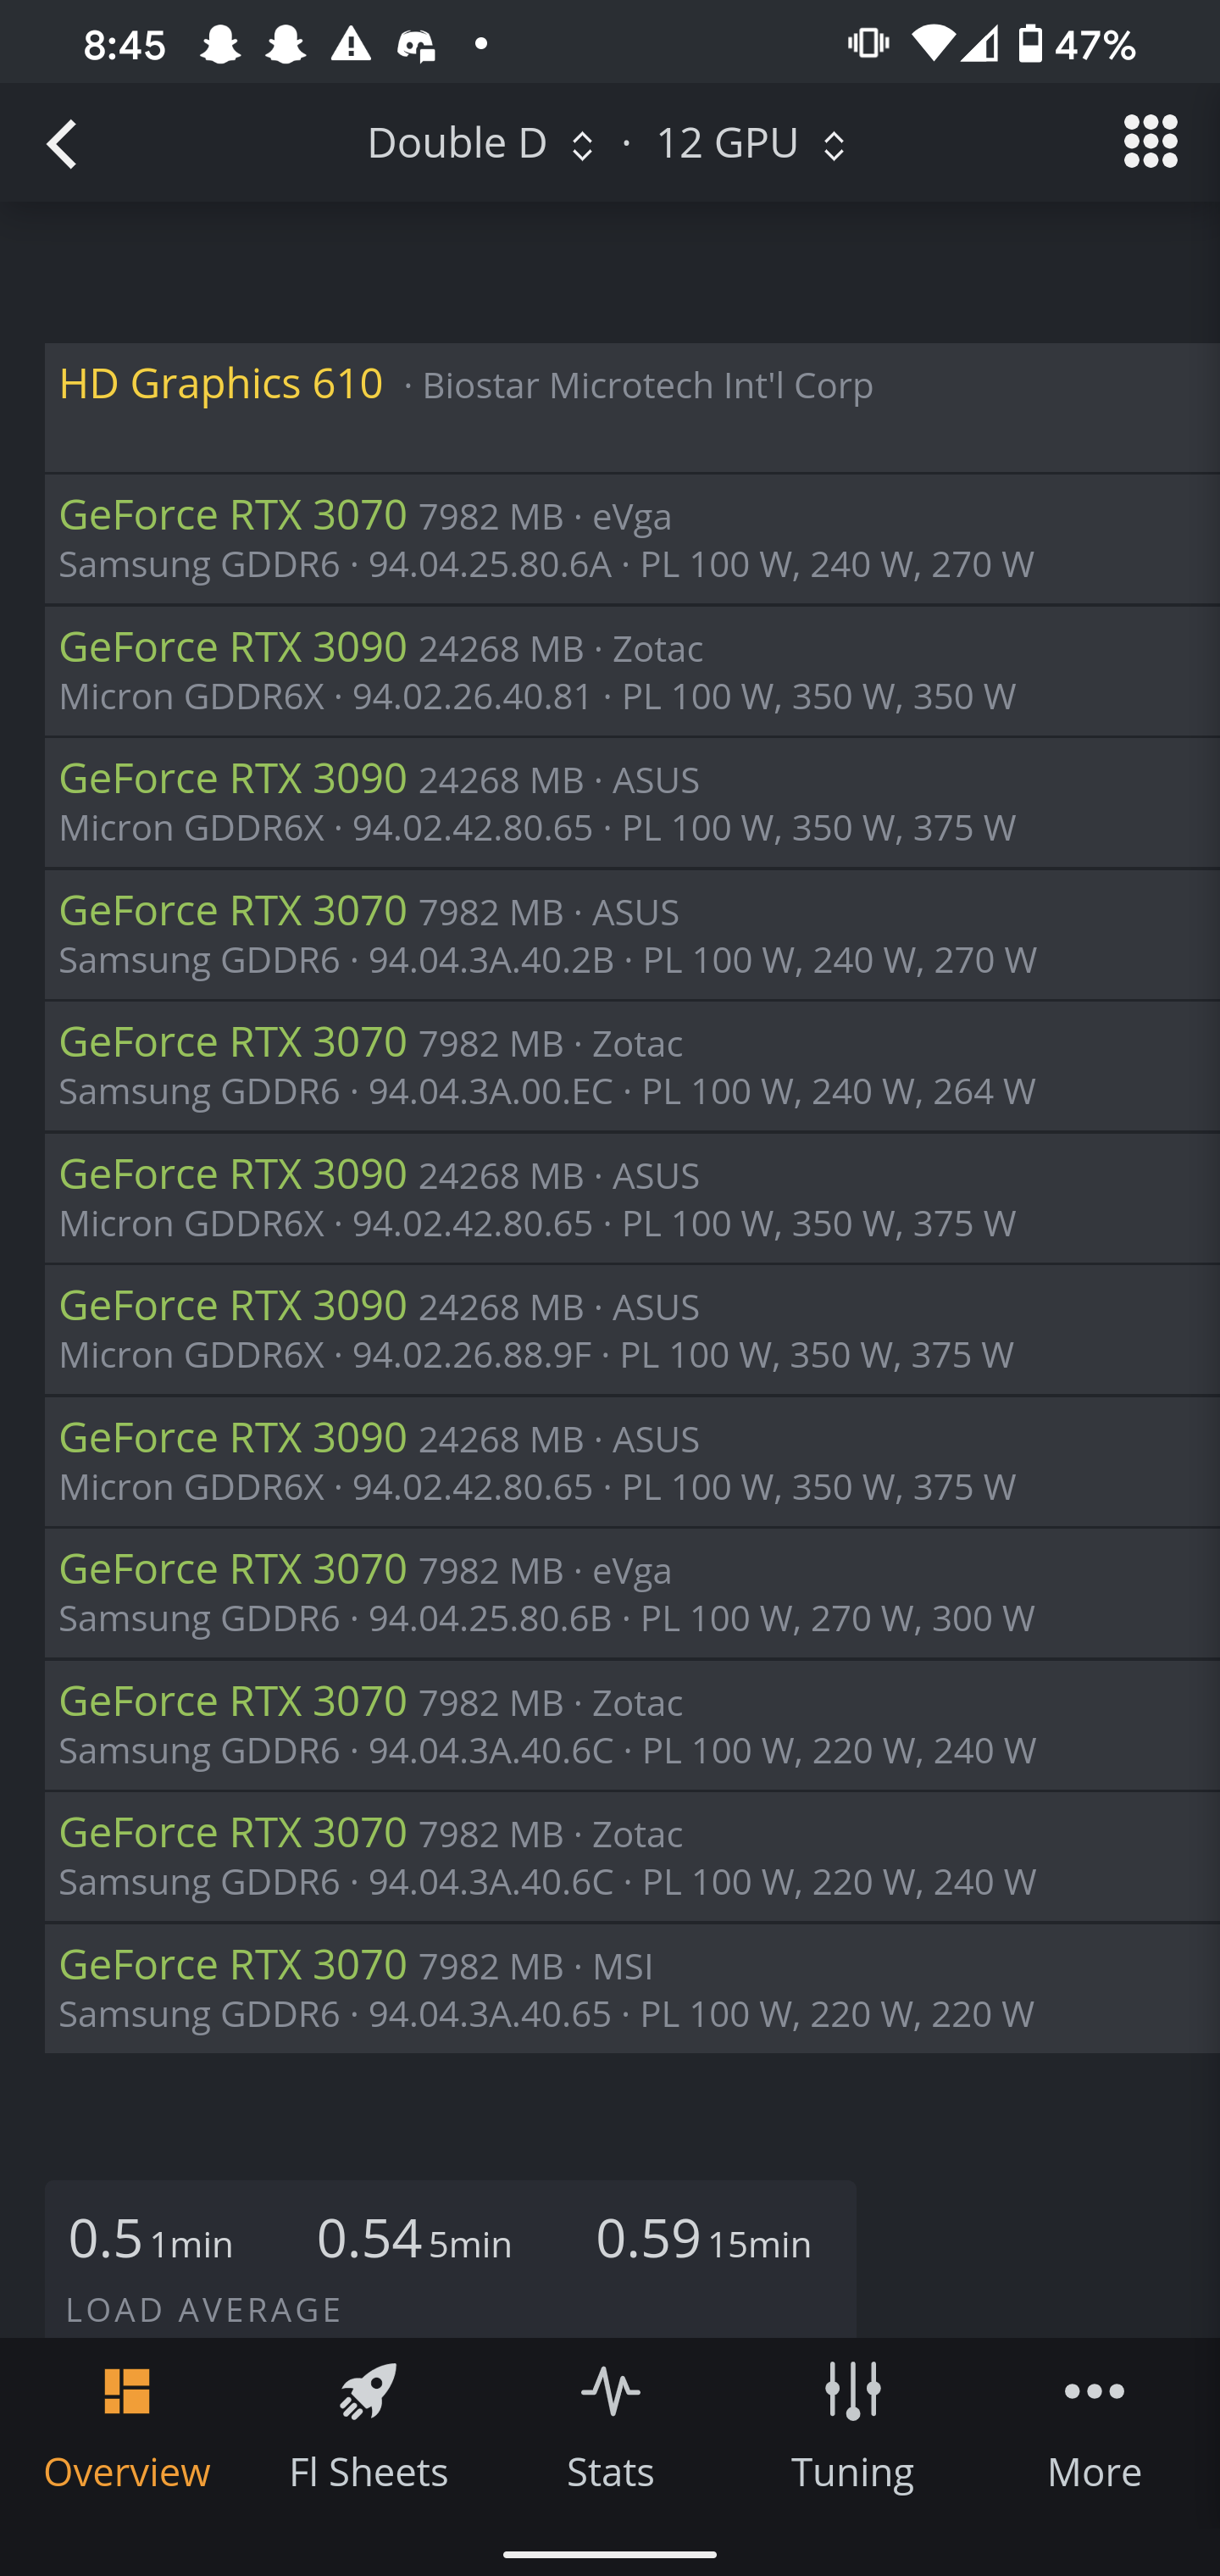 8:45 47%
Double D · 12 GPU
HD Graphics 610 · Biostar Microtech Int'l Corp
GeForce RTX 3070 7982 MB · eVga
Samsung GDDR6 · 94.04.25.80.6A · PL 100 W, 240 W, 270 W
GeForce RTX 3090 24268 MB · Zotac
Micron GDDR6X · 94.02.26.40.81 · PL 100 W, 350 W, 350 W
GeForce RTX 3090 24268 MB · ASUS
Micron GDDR6X · 94.02.42.80.65 · PL 100 W, 350 W, 375 W
GeForce RTX 3070 7982 MB · ASUS
Samsung GDDR6 · 94.04.3A.40.2B · PL 100 W, 240 W, 270 W
GeForce RTX 3070 7982 MB · Zotac
Samsung GDDR6 · 94.04.3A.00.EC · PL 100 W, 240 W, 264 W
GeForce RTX 3090 24268 MB · ASUS
Micron GDDR6X · 94.02.42.80.65 · PL 100 W, 350 W, 375 W
GeForce RTX 3090 24268 MB · ASUS
Micron GDDR6X · 94.02.26.88.9F · PL 100 W, 350 W, 375 W
GeForce RTX 3090 24268 MB · ASUS
Micron GDDR6X · 94.02.42.80.65 · PL 100 W, 350 W, 375 W
GeForce RTX 3070 7982 MB · eVga
Samsung GDDR6 · 94.04.25.80.6B · PL 100 W, 270 W, 300 W
GeForce RTX 3070 7982 MB · Zotac
Samsung GDDR6 · 94.04.3A.40.6C · PL 100 W, 220 W, 240 W
GeForce RTX 3070 7982 MB · Zotac
Samsung GDDR6 · 94.04.3A.40.6C · PL 100 W, 220 W, 240 W
GeForce RTX 3070 7982 MB · MSI
Samsung GDDR6 · 94.04.3A.40.65 · PL 100 W, 220 W, 220 W
0.5 1min 0.54 5min 0.59 15min
LOAD AVERAGE
Overview Fl Sheets Stats Tuning More